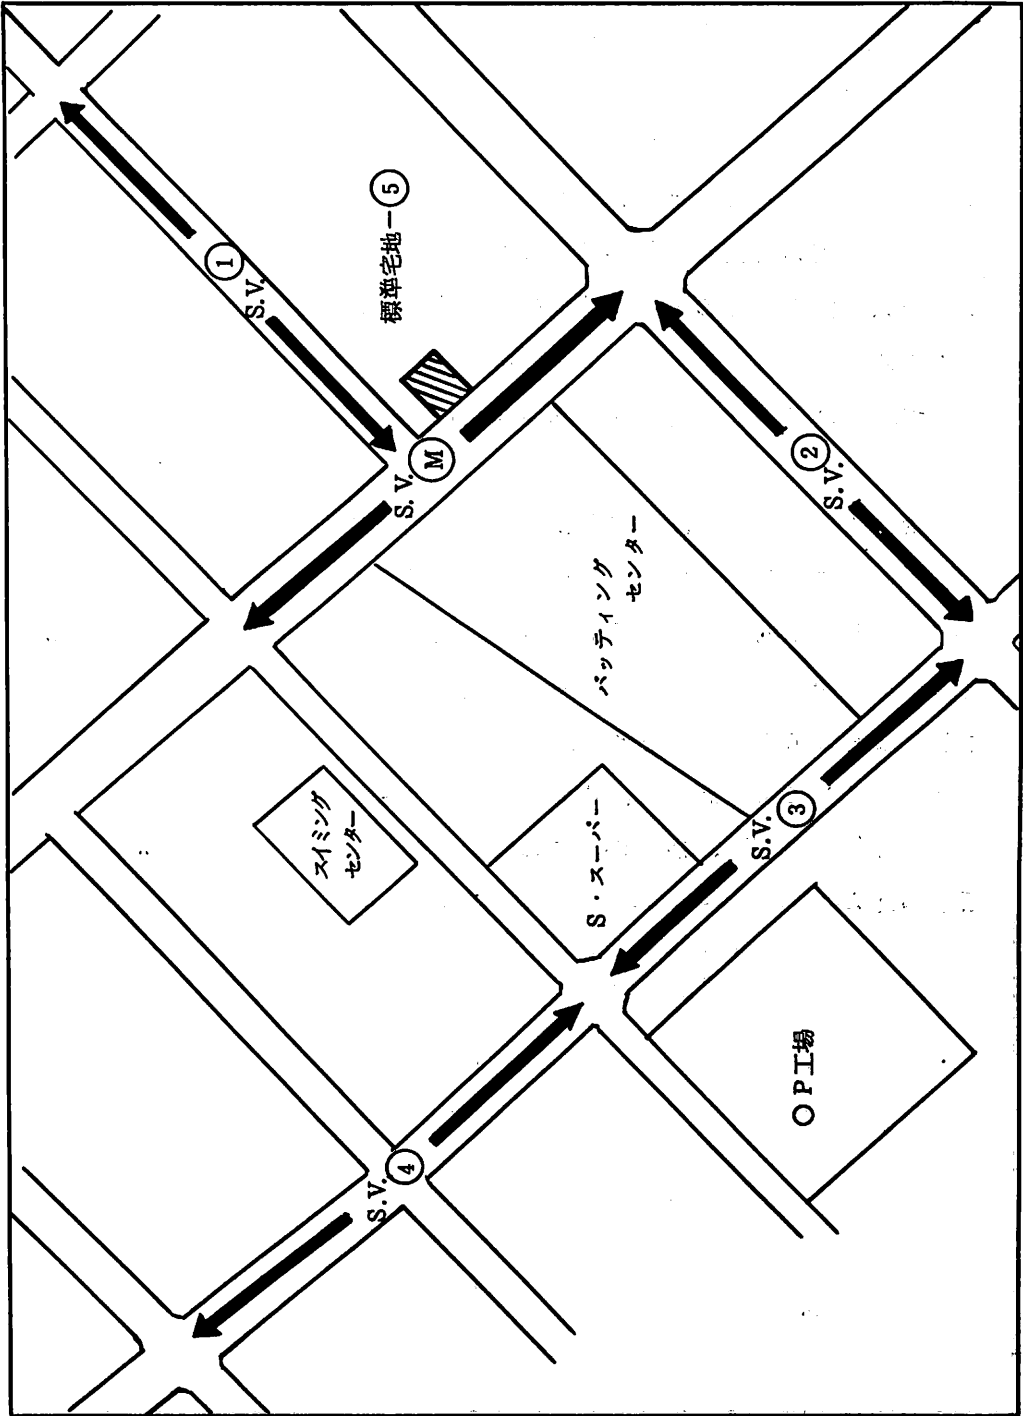 S.V. ①
標準宅地－⑤
スイミング
センター
S.V. ④
S.V. Ⓜ
S・スーパー
バッティング
センター
S.V. ③
S.V. ②
○P工場